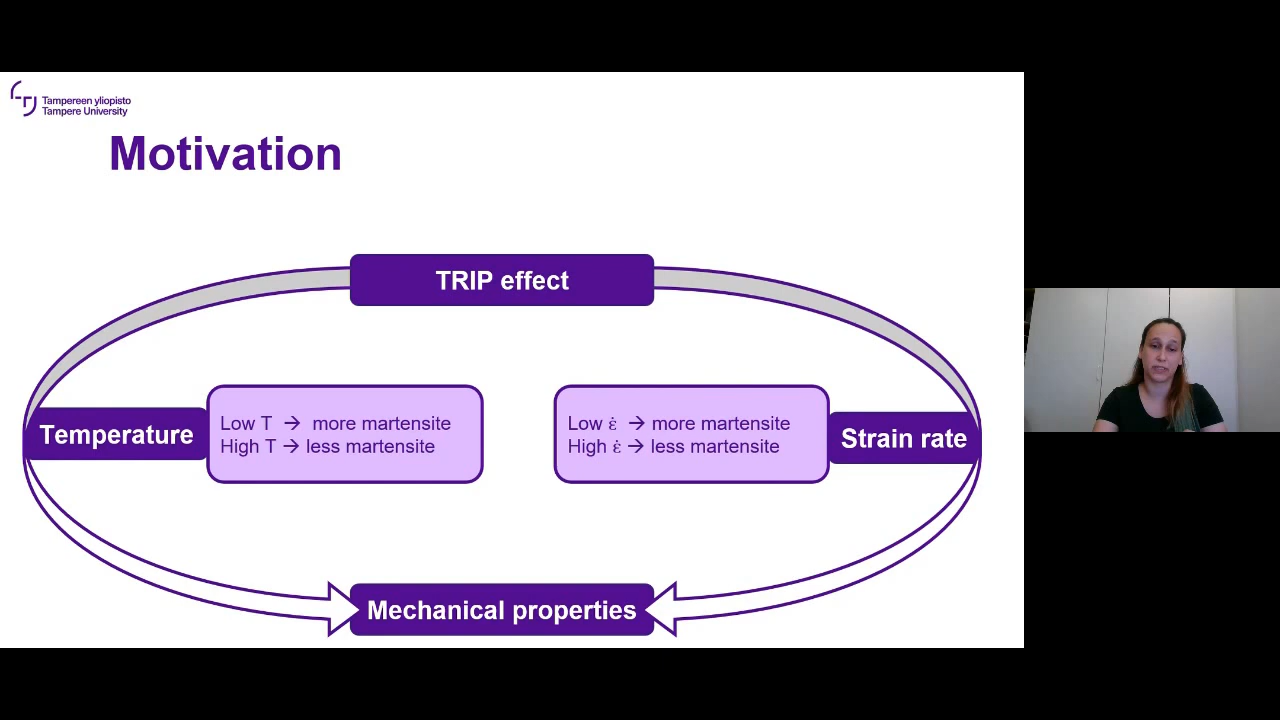 Tampereen yliopisto
Tampere University
Motivation
TRIP effect
Temperature
Low T → more martensite
High T → less martensite
Low ε̇ → more martensite
High ε̇ → less martensite
Strain rate
Mechanical properties